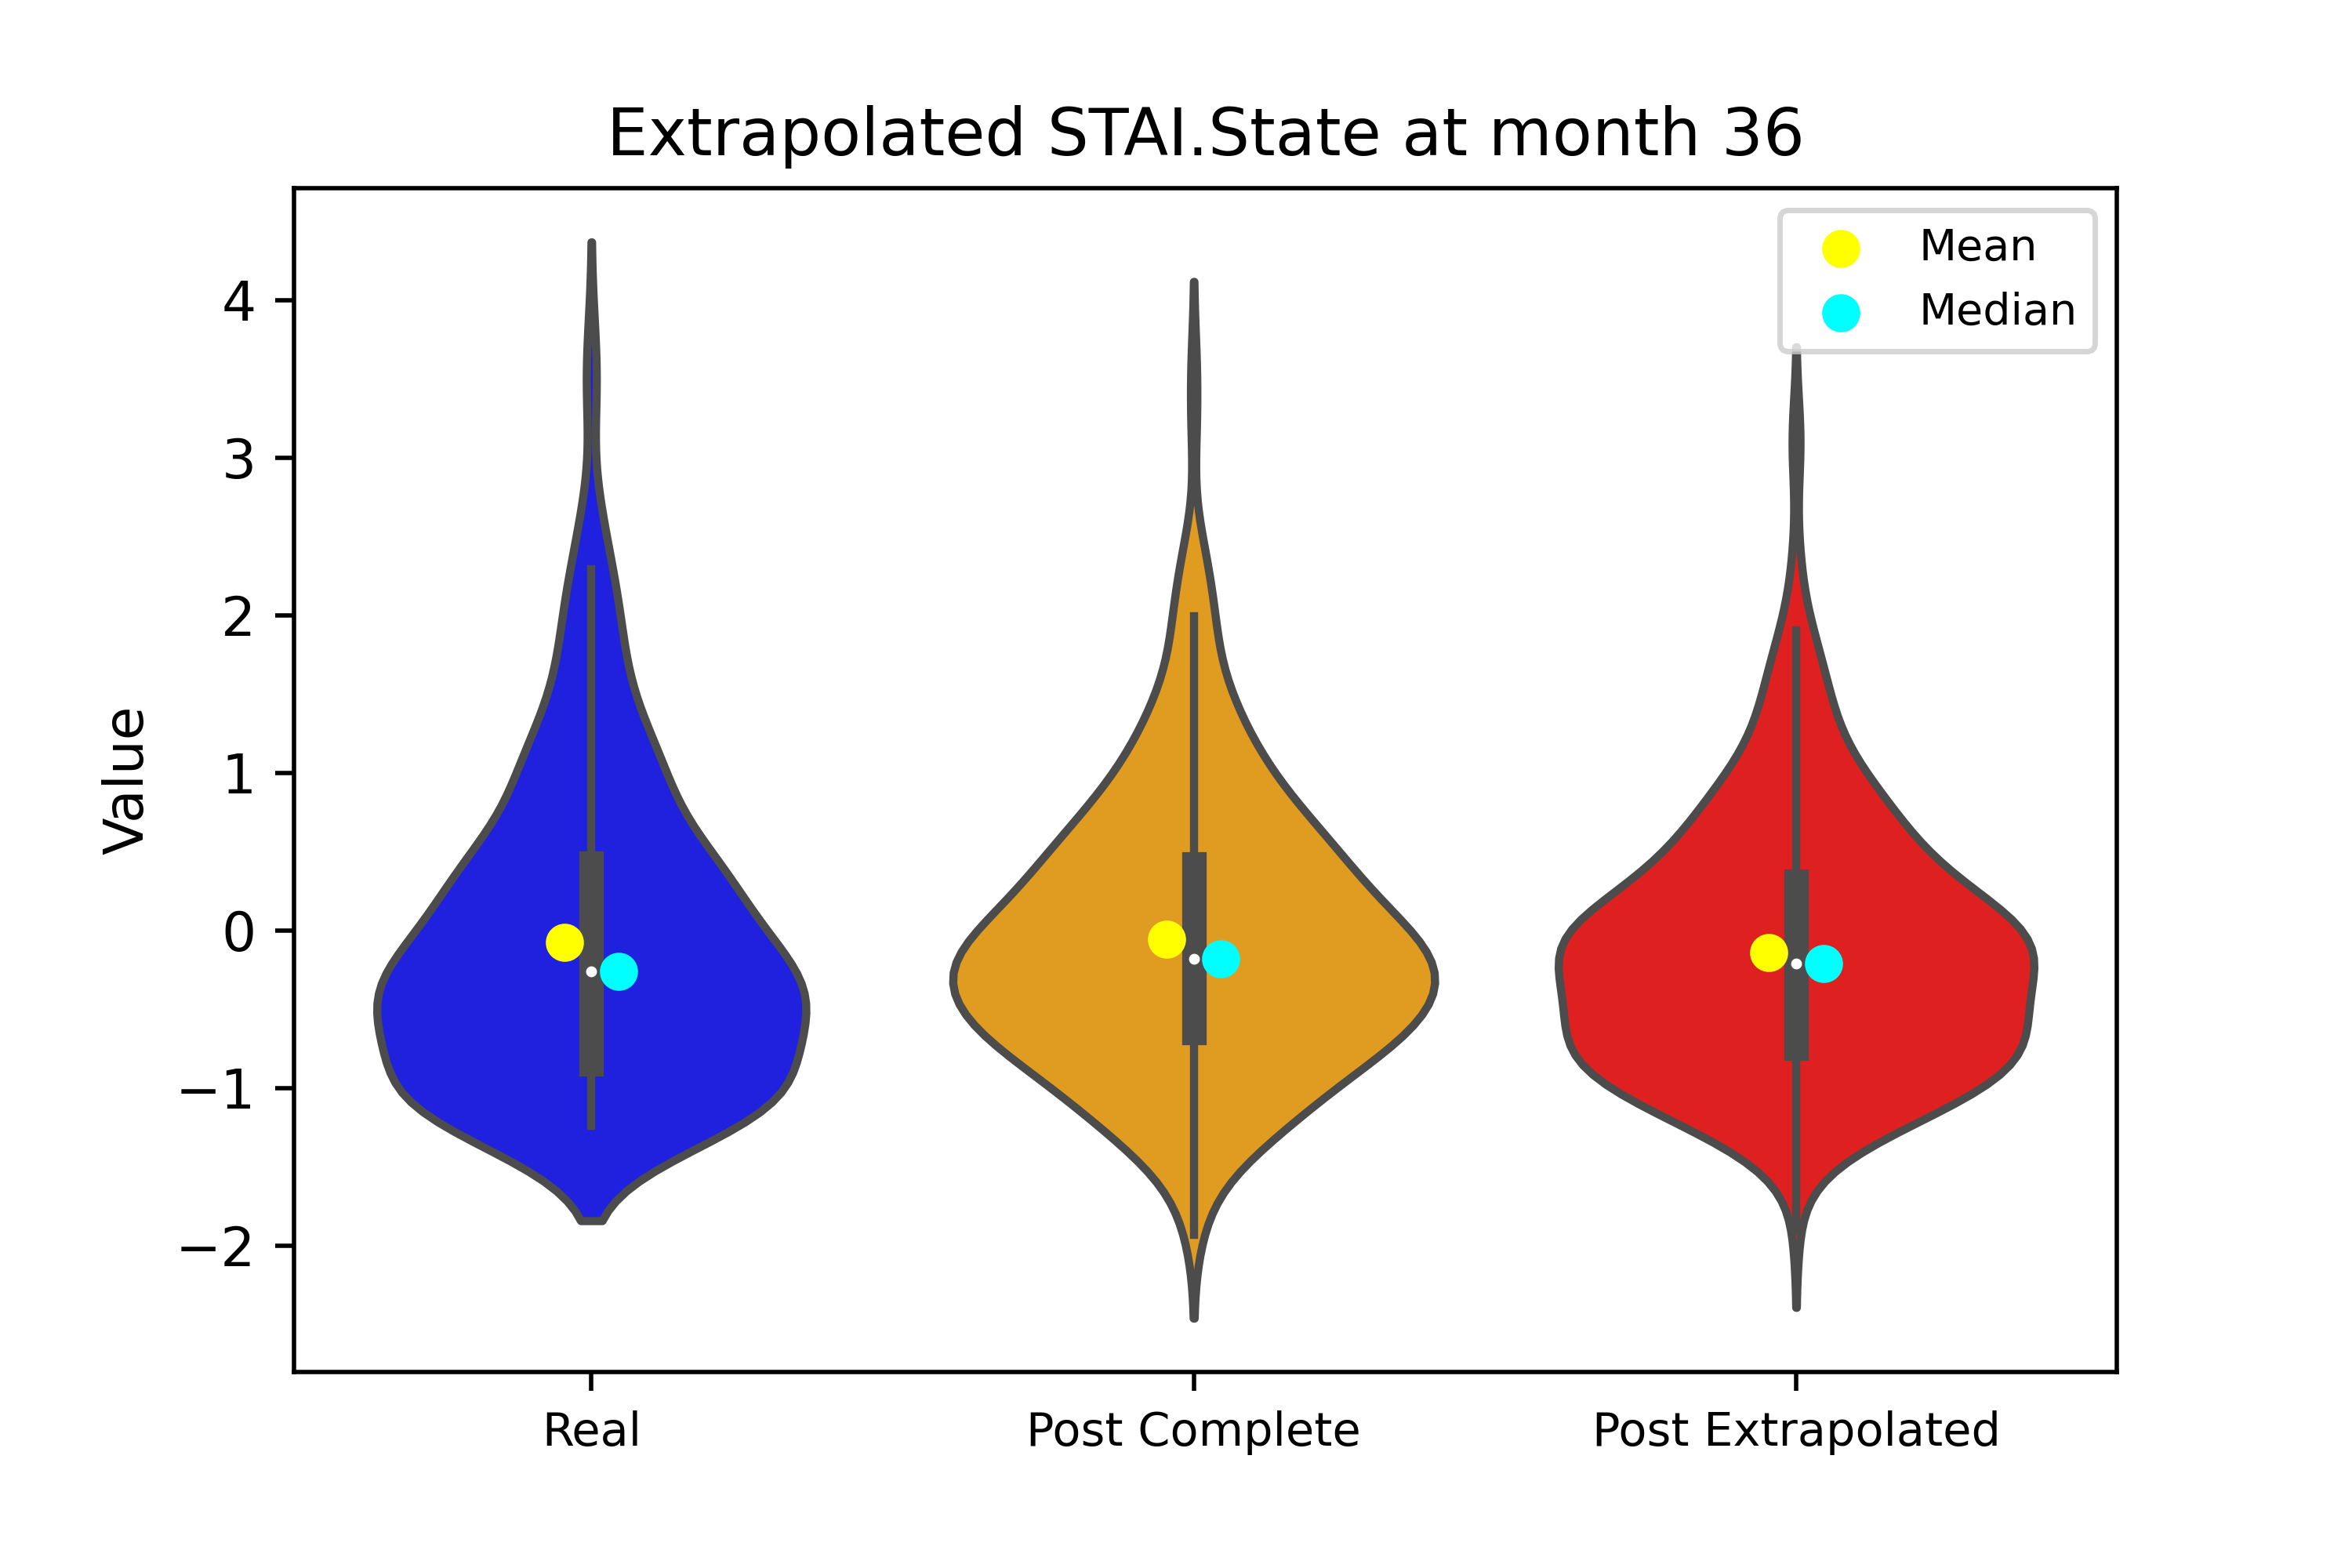 Extrapolated STAI.State at month 36
Mean
Median
4
3
2
1
0
−1
−2
Value
Real
Post Complete
Post Extrapolated